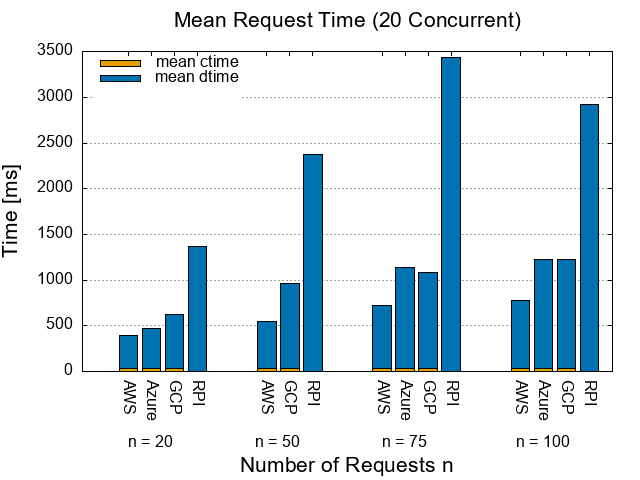 Mean Request Time (20 Concurrent)
mean ctime
mean dtime
3500
3000
2500
2000
1500
1000
500
0
Time [ms]
AWS Azure GCP RPI AWS GCP RPI AWS Azure GCP RPI AWS Azure GCP RPI
n = 20 n = 50 n = 75 n = 100
Number of Requests n